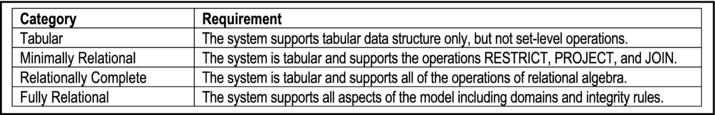 Category Requirement
Tabular The system supports tabular data structure only, but not set-level operations.
Minimally Relational The system is tabular and supports the operations RESTRICT, PROJECT, and JOIN.
Relationally Complete The system is tabular and supports all of the operations of relational algebra.
Fully Relational The system supports all aspects of the model including domains and integrity rules.